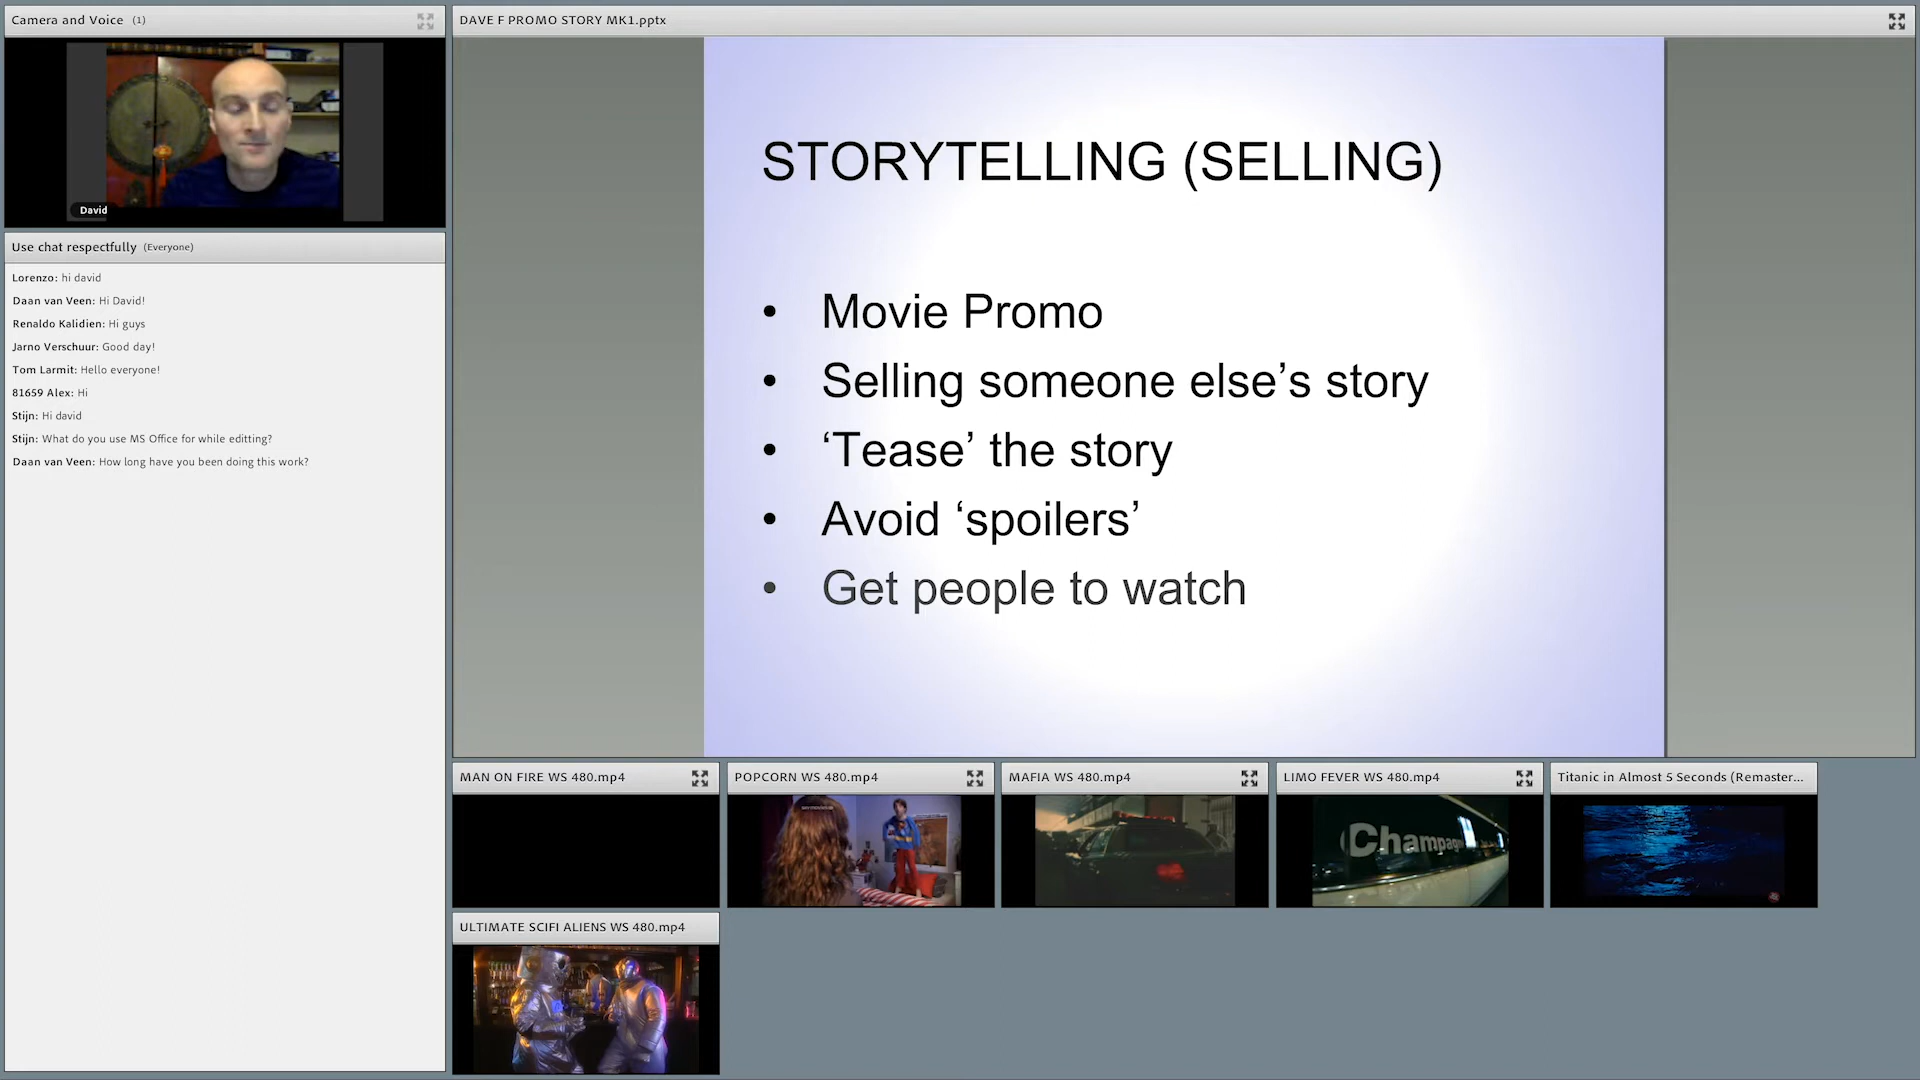 Camera and Voice (1)
David
Use chat respectfully (Everyone)
Lorenzo: hi david
Daan van Veen: Hi David!
Renaldo Kalidien: Hi guys
Jarno Verschuur: Good day!
Tom Larmit: Hello everyone!
81659 Alex: Hi
Stijn: Hi david
Stijn: What do you use MS Office for while editting?
Daan van Veen: How long have you been doing this work?
DAVE F PROMO STORY MK1.pptx
STORYTELLING (SELLING)
• Movie Promo
• Selling someone else’s story
• ‘Tease’ the story
• Avoid ‘spoilers’
• Get people to watch
MAN ON FIRE WS 480.mp4
POPCORN WS 480.mp4
MAFIA WS 480.mp4
LIMO FEVER WS 480.mp4
Titanic in Almost 5 Seconds (Remaster...
Champagne
ULTIMATE SCIFI ALIENS WS 480.mp4